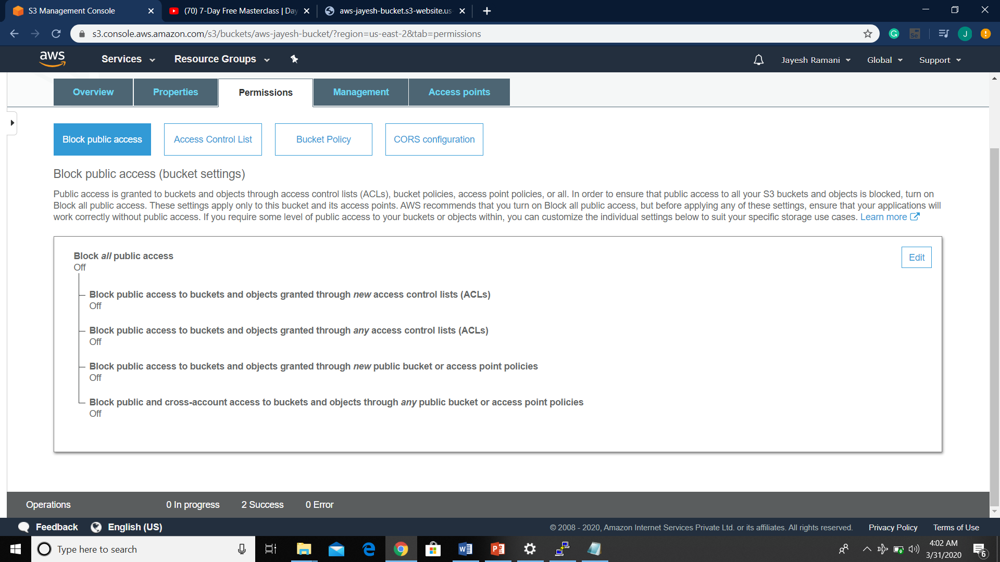 S3 Management Console
(70) 7-Day Free Masterclass | Day
aws-jayesh-bucket.s3-website.us-
s3.console.aws.amazon.com/s3/buckets/aws-jayesh-bucket/?region=us-east-2&tab=permissions
G
Se
J
aws
Services
Resource Groups
Jayesh Ramani
Global
Support
Overview
Properties
Permissions
Management
Access points
Block public access
Access Control List
Bucket Policy
CORS configuration
Block public access (bucket settings)
Public access is granted to buckets and objects through access control lists (ACLs), bucket policies, access point policies, or all. In order to ensure that public access to all your S3 buckets and objects is blocked, turn on
Block all public access. These settings apply only to this bucket and its access points. AWS recommends that you turn on Block all public access, but before applying any of these settings, ensure that your applications will
work correctly without public access. If you require some level of public access to your buckets or objects within, you can customize the individual settings below to suit your specific storage use cases. Learn more
Block all public access
Edit
Off
Block public access to buckets and objects granted through new access control lists (ACLs)
Off
Block public access to buckets and objects granted through any access control lists (ACLs)
Off
Block public access to buckets and objects granted through new public bucket or access point policies
Off
Block public and cross-account access to buckets and objects through any public bucket or access point policies
Off
Operations
0 In progress
2 Success
0 Error
Feedback
English (US)
© 2008 - 2020, Amazon Internet Services Private Ltd. or its affiliates. All rights reserved.
Privacy Policy
Terms of Use
Type here to search
4:02 AM
3/31/2020
6